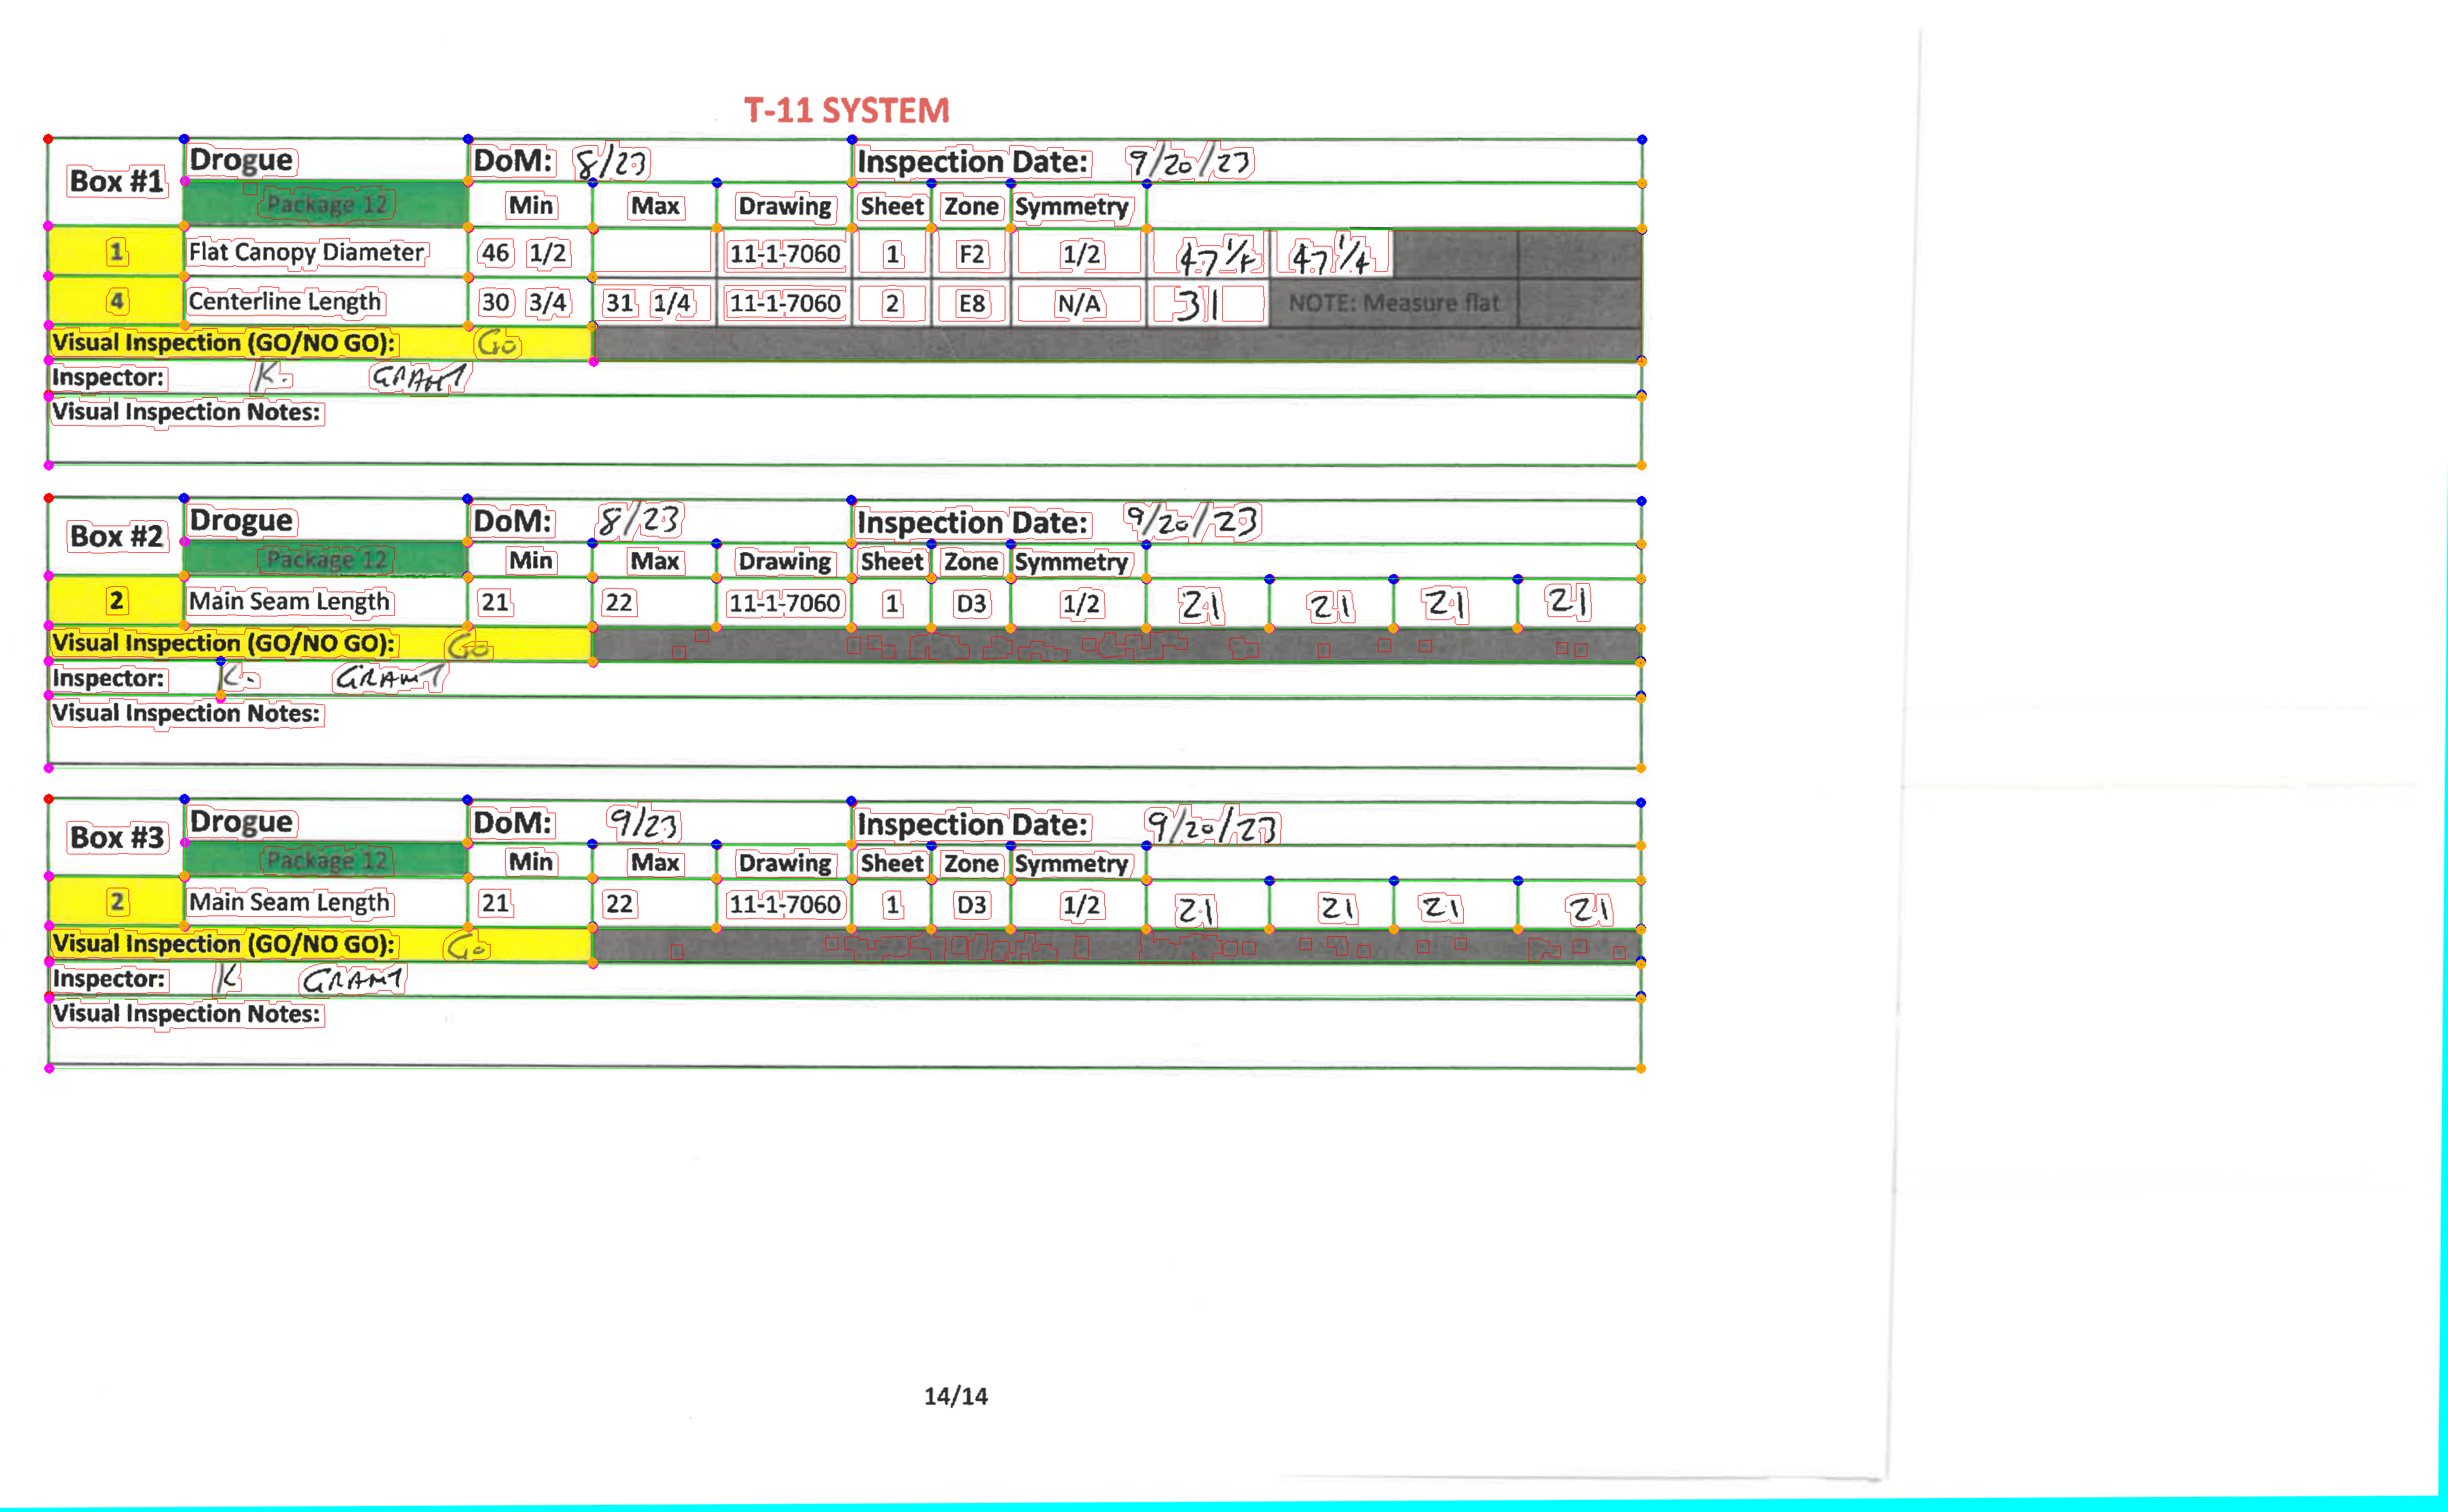 T-11 SYSTEM
Box #1 Drogue DoM: 8/23 Inspection Date: 9/20/23
Package 12 Min Max Drawing Sheet Zone Symmetry
1 Flat Canopy Diameter 46 1/2 11-1-7060 1 F2 1/2 47 1/4 47 1/4
4 Centerline Length 30 3/4 31 1/4 11-1-7060 2 E8 N/A 31 NOTE: Measure flat
Visual Inspection (GO/NO GO): Go
Inspector: K. GRANT
Visual Inspection Notes:
Box #2 Drogue DoM: 8/23 Inspection Date: 9/20/23
Package 12 Min Max Drawing Sheet Zone Symmetry
2 Main Seam Length 21 22 11-1-7060 1 D3 1/2 21 21 21 21
Visual Inspection (GO/NO GO): Go
Inspector: K. GRANT
Visual Inspection Notes:
Box #3 Drogue DoM: 9/23 Inspection Date: 9/20/23
Package 12 Min Max Drawing Sheet Zone Symmetry
2 Main Seam Length 21 22 11-1-7060 1 D3 1/2 21 21 21 21
Visual Inspection (GO/NO GO): Go
Inspector: K GRANT
Visual Inspection Notes:
14/14